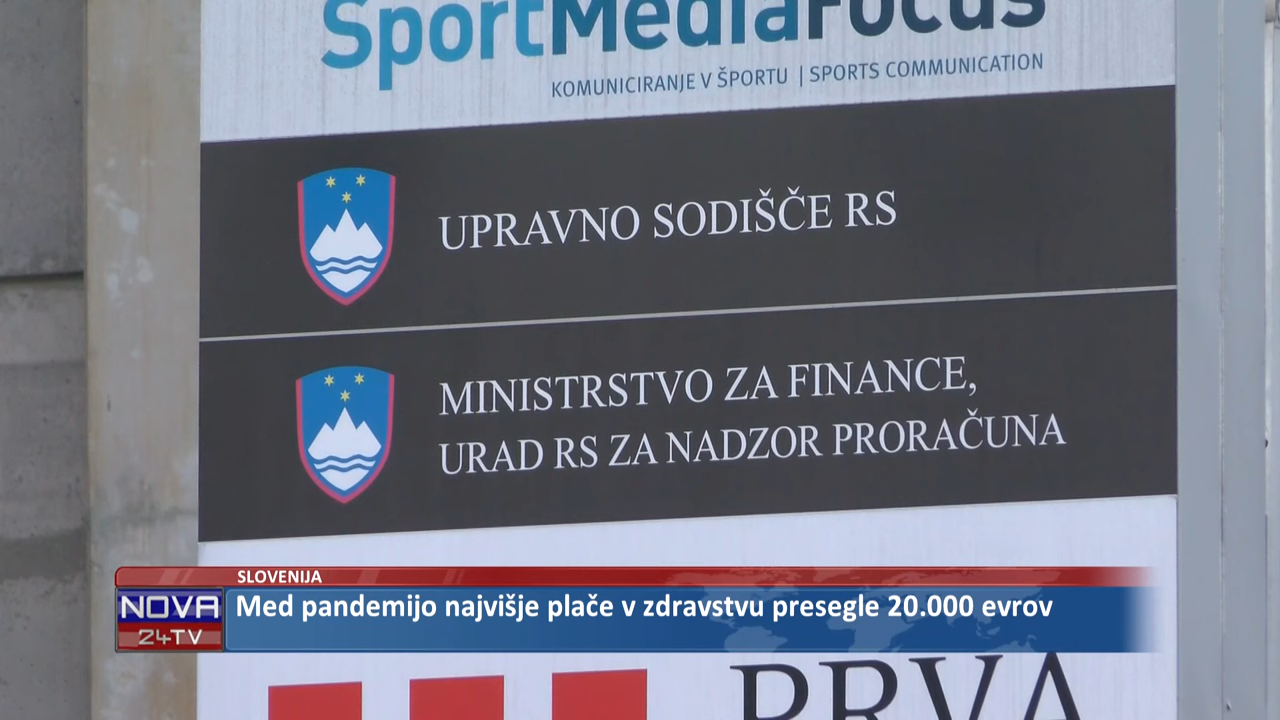 SportMediaFocus
KOMUNICIRANJE V ŠPORTU | SPORTS COMMUNICATION
UPRAVNO SODIŠČE RS
MINISTRSTVO ZA FINANCE,
URAD RS ZA NADZOR PRORAČUNA
SLOVENIJA
NOVA
24TV
Med pandemijo najvišje plače v zdravstvu presegle 20.000 evrov
PRVA